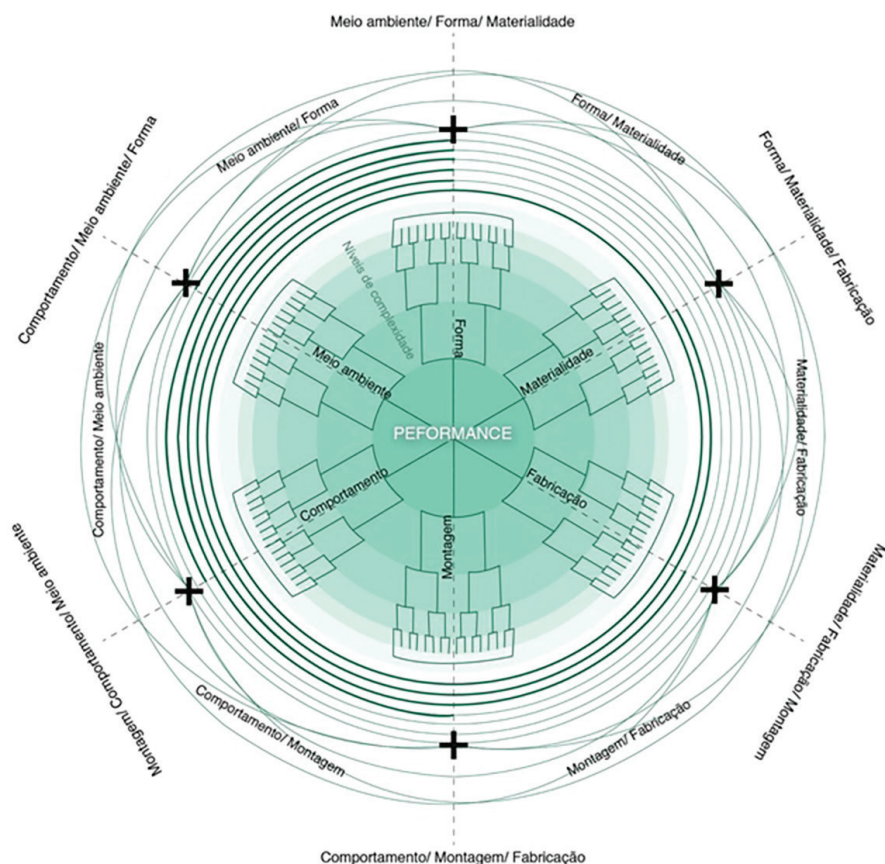 Meio ambiente/ Forma/ Materialidade
Meio ambiente/ Forma
Forma/ Materialidade
Comportamento/ Meio ambiente/ Forma
Forma/ Materialidade/ Fabricação
Níveis de complexidade
Forma
Meio ambiente
Materialidade
PEFORMANCE
Comportamento/ Meio ambiente
Materialidade/ Fabricação
Comportamento
Fabricação
Montagem
Montagem/ Comportamento/ Meio ambiente
Materialidade/ Fabricação/ Montagem
Comportamento/ Montagem
Montagem/ Fabricação
Comportamento/ Montagem/ Fabricação